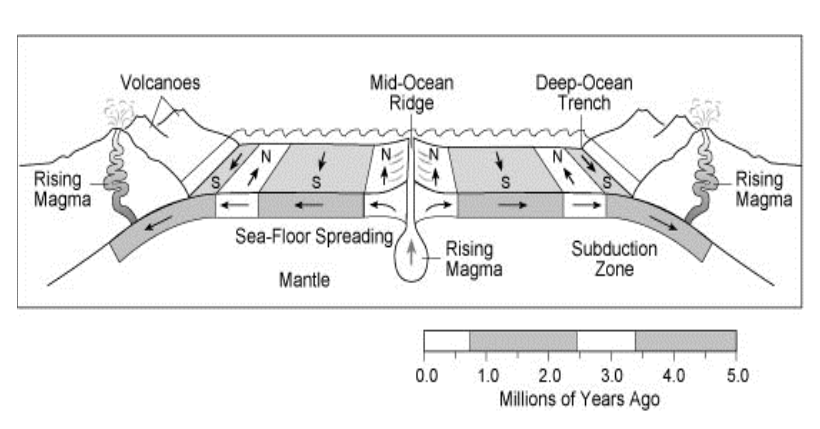 Volcanoes
Mid-Ocean
Ridge
Deep-Ocean
Trench
N
N
N
N
S
S
S
S
Rising
Magma
Rising
Magma
Sea-Floor Spreading
Rising
Magma
Subduction
Zone
Mantle
0.0 1.0 2.0 3.0 4.0 5.0
Millions of Years Ago